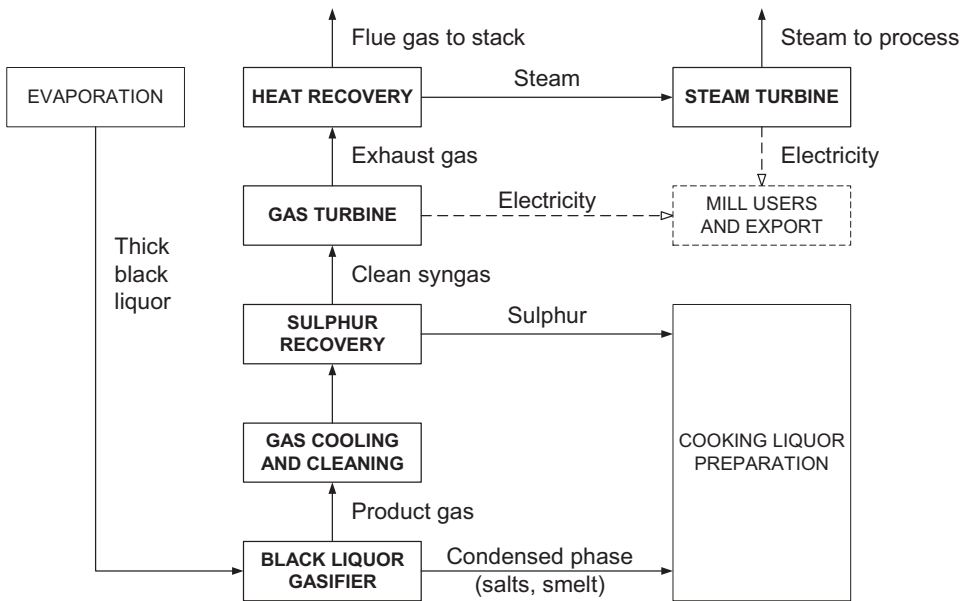 Flue gas to stack
Steam to process
EVAPORATION
HEAT RECOVERY
Steam
STEAM TURBINE
Exhaust gas
Electricity
GAS TURBINE
Electricity
MILL USERS
AND EXPORT
Thick
black
liquor
Clean syngas
SULPHUR
RECOVERY
Sulphur
GAS COOLING
AND CLEANING
COOKING LIQUOR
PREPARATION
Product gas
BLACK LIQUOR
GASIFIER
Condensed phase
(salts, smelt)